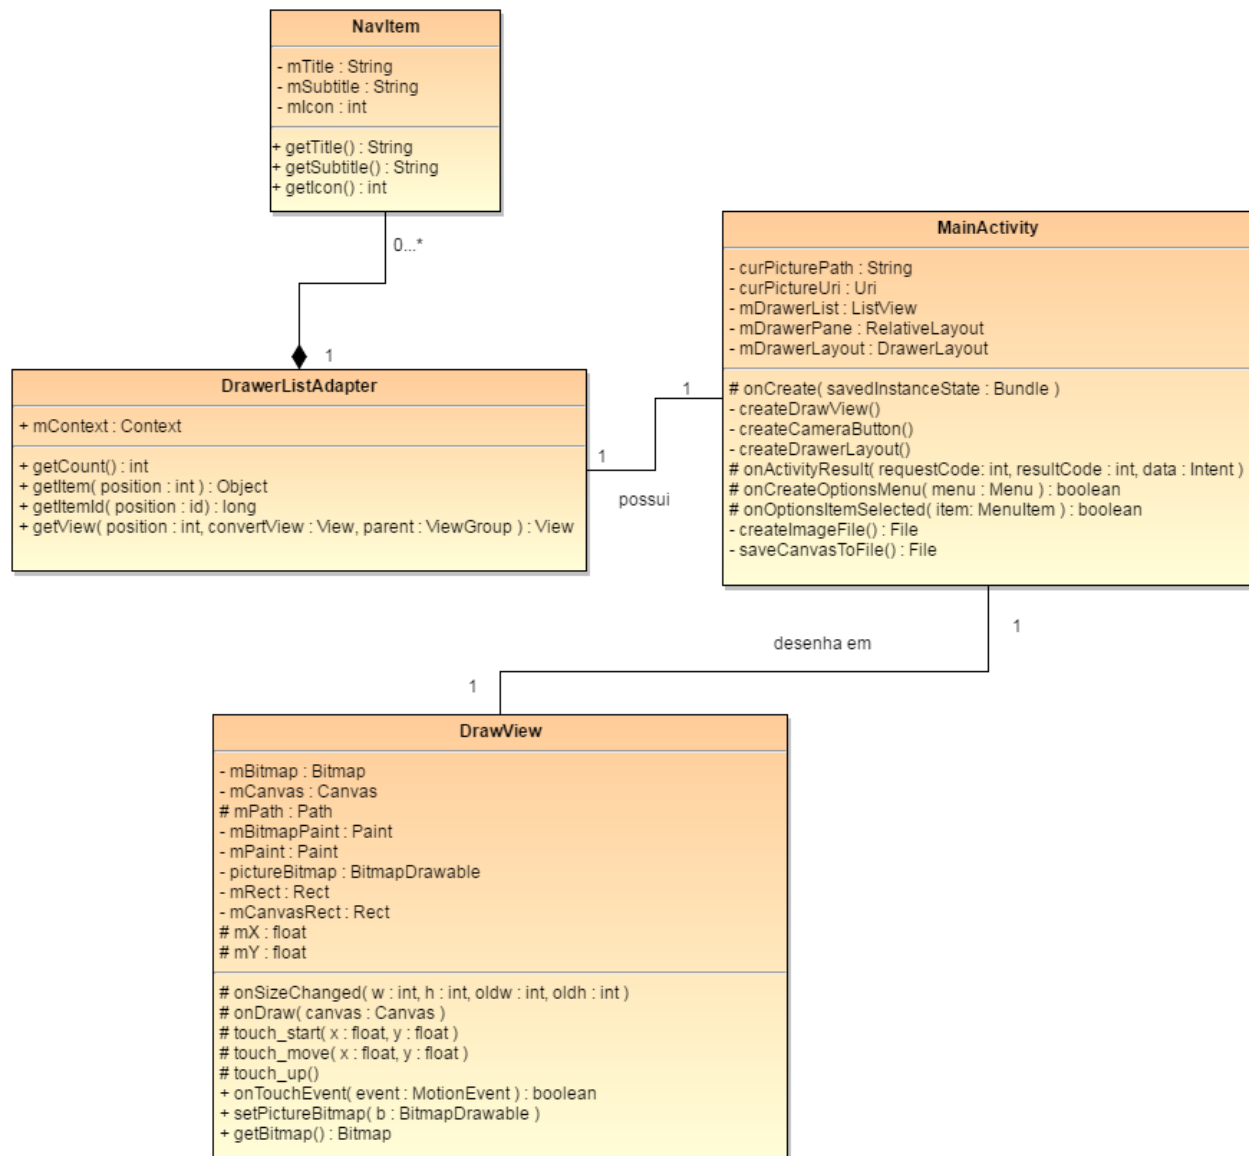 NavItem
- mTitle : String
- mSubtitle : String
- mIcon : int
+ getTitle() : String
+ getSubtitle() : String
+ getIcon() : int
0...*
1
DrawerListAdapter
+ mContext : Context
+ getCount() : int
+ getItem( position : int ) : Object
+ getItemId( position : id) : long
+ getView( position : int, convertView : View, parent : ViewGroup ) : View
1
possui
1
MainActivity
- curPicturePath : String
- curPictureUri : Uri
- mDrawerList : ListView
- mDrawerPane : RelativeLayout
- mDrawerLayout : DrawerLayout
# onCreate( savedInstanceState : Bundle )
- createDrawView()
- createCameraButton()
- createDrawerLayout()
# onActivityResult( requestCode: int, resultCode : int, data : Intent )
# onCreateOptionsMenu( menu : Menu ) : boolean
# onOptionsItemSelected( item: MenuItem ) : boolean
- createImageFile() : File
- saveCanvasToFile() : File
1
desenha em
1
DrawView
- mBitmap : Bitmap
- mCanvas : Canvas
# mPath : Path
- mBitmapPaint : Paint
- mPaint : Paint
- pictureBitmap : BitmapDrawable
- mRect : Rect
- mCanvasRect : Rect
# mX : float
# mY : float
# onSizeChanged( w : int, h : int, oldw : int, oldh : int )
# onDraw( canvas : Canvas )
# touch_start( x : float, y : float )
# touch_move( x : float, y : float )
# touch_up()
+ onTouchEvent( event : MotionEvent ) : boolean
+ setPictureBitmap( b : BitmapDrawable )
+ getBitmap() : Bitmap